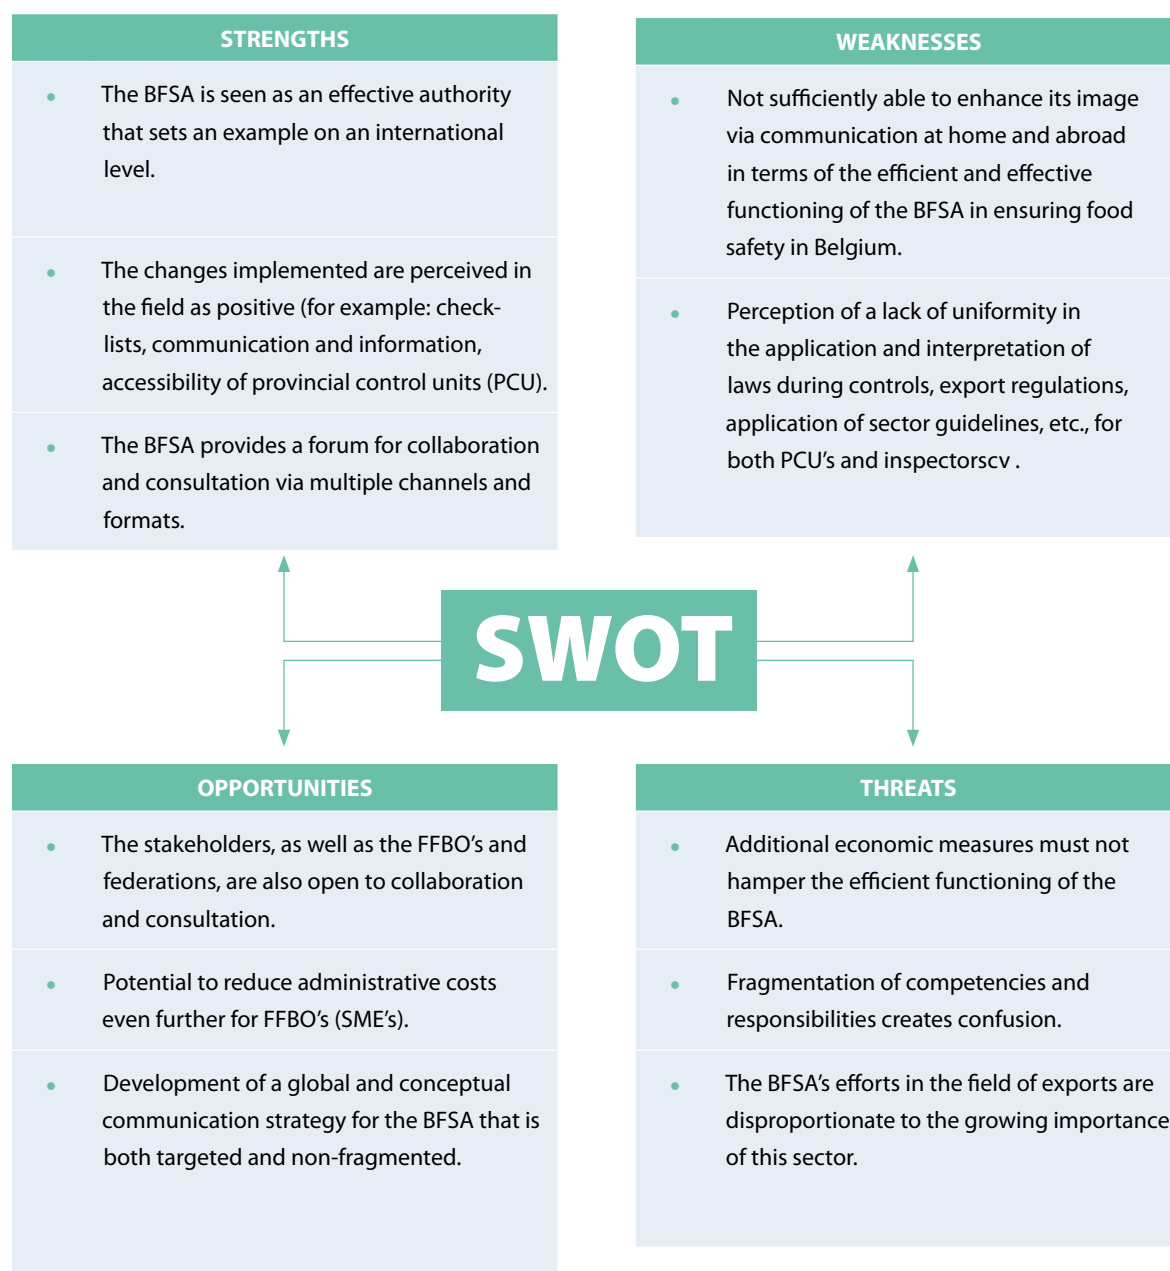 STRENGTHS
• The BFSA is seen as an effective authority
that sets an example on an international
level.
• The changes implemented are perceived in
the field as positive (for example: check-
lists, communication and information,
accessibility of provincial control units (PCU).
• The BFSA provides a forum for collaboration
and consultation via multiple channels and
formats.
WEAKNESSES
• Not sufficiently able to enhance its image
via communication at home and abroad
in terms of the efficient and effective
functioning of the BFSA in ensuring food
safety in Belgium.
• Perception of a lack of uniformity in
the application and interpretation of
laws during controls, export regulations,
application of sector guidelines, etc., for
both PCU's and inspectorscv .
SWOT
OPPORTUNITIES
• The stakeholders, as well as the FFBO's and
federations, are also open to collaboration
and consultation.
• Potential to reduce administrative costs
even further for FFBO's (SME's).
• Development of a global and conceptual
communication strategy for the BFSA that is
both targeted and non-fragmented.
THREATS
• Additional economic measures must not
hamper the efficient functioning of the
BFSA.
• Fragmentation of competencies and
responsibilities creates confusion.
• The BFSA's efforts in the field of exports are
disproportionate to the growing importance
of this sector.